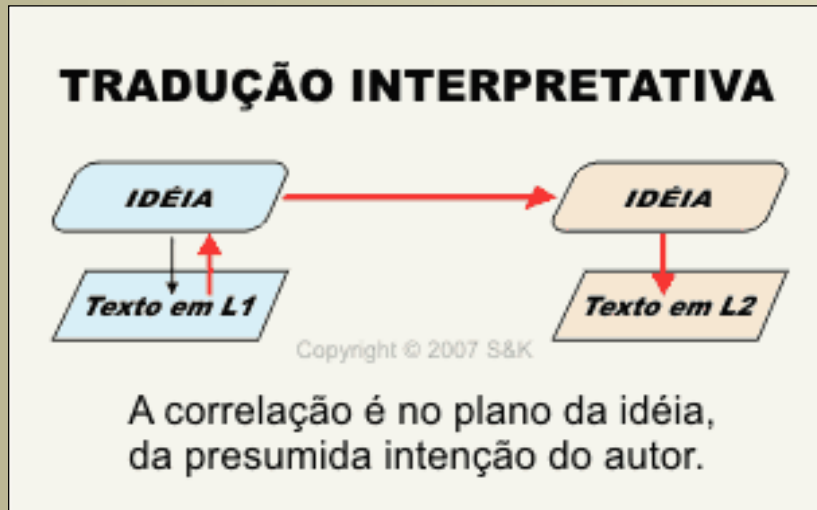 TRADUÇÃO INTERPRETATIVA
IDÉIA
IDÉIA
Texto em L1
Texto em L2
Copyright © 2007 S&K
A correlação é no plano da idéia,
da presumida intenção do autor.